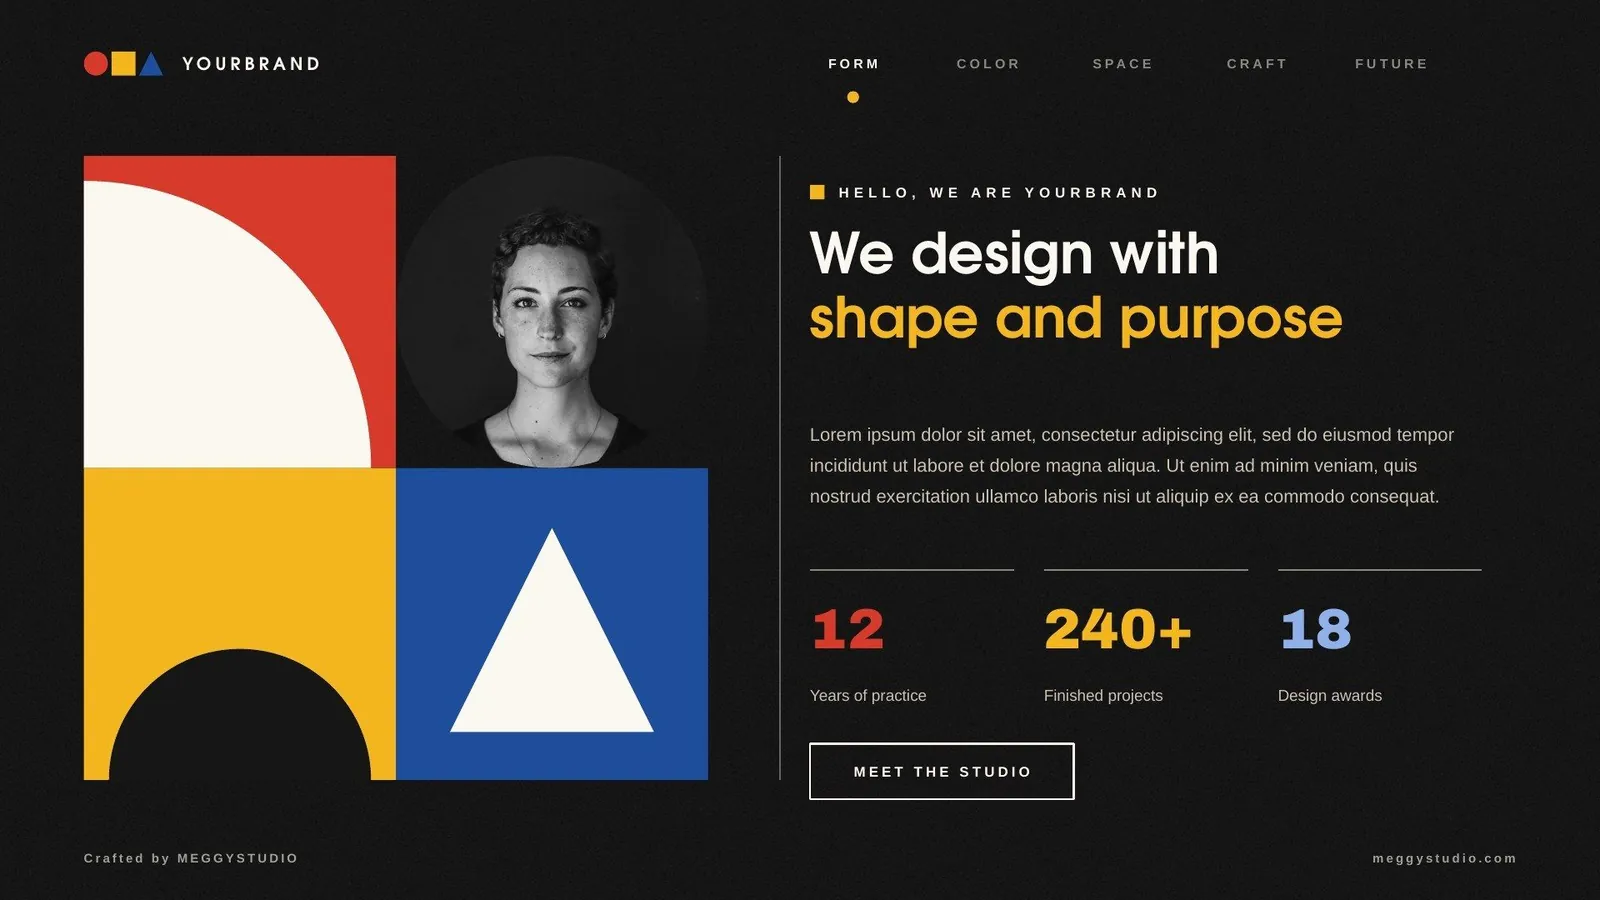 YOURBRAND
FORM COLOR SPACE CRAFT FUTURE
HELLO, WE ARE YOURBRAND
We design with
shape and purpose
Lorem ipsum dolor sit amet, consectetur adipiscing elit, sed do eiusmod tempor
incididunt ut labore et dolore magna aliqua. Ut enim ad minim veniam, quis
nostrud exercitation ullamco laboris nisi ut aliquip ex ea commodo consequat.
12
Years of practice
240+
Finished projects
18
Design awards
MEET THE STUDIO
Crafted by MEGGYSTUDIO
meggystudio.com